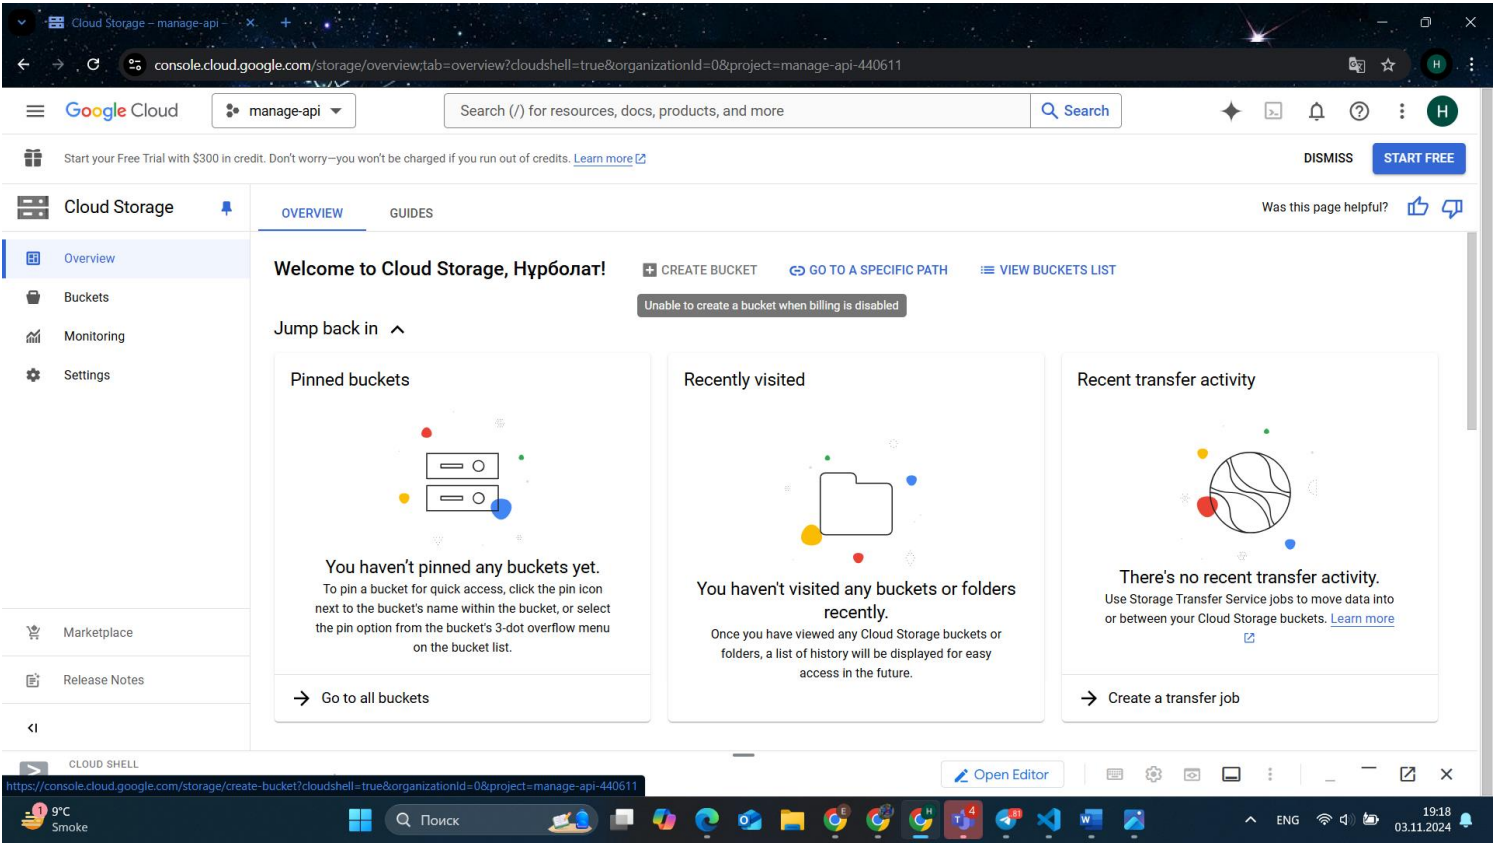 Cloud Storage – manage-api –
console.cloud.google.com/storage/overview;tab=overview?cloudshell=true&organizationId=0&project=manage-api-440611
H
Google Cloud
manage-api
Search (/) for resources, docs, products, and more
Search
H
Start your Free Trial with $300 in credit. Don't worry—you won't be charged if you run out of credits. Learn more
DISMISS
START FREE
Cloud Storage
OVERVIEW
GUIDES
Was this page helpful?
Overview
Buckets
Monitoring
Settings
Marketplace
Release Notes
Welcome to Cloud Storage, Нұрболат!
CREATE BUCKET
GO TO A SPECIFIC PATH
VIEW BUCKETS LIST
Unable to create a bucket when billing is disabled
Jump back in
Pinned buckets
You haven't pinned any buckets yet.
To pin a bucket for quick access, click the pin icon
next to the bucket's name within the bucket, or select
the pin option from the bucket's 3-dot overflow menu
on the bucket list.
Go to all buckets
Recently visited
You haven't visited any buckets or folders
recently.
Once you have viewed any Cloud Storage buckets or
folders, a list of history will be displayed for easy
access in the future.
Recent transfer activity
There's no recent transfer activity.
Use Storage Transfer Service jobs to move data into
or between your Cloud Storage buckets. Learn more
Create a transfer job
CLOUD SHELL
Open Editor
https://console.cloud.google.com/storage/create-bucket?cloudshell=true&organizationId=0&project=manage-api-440611
1
9°C
Smoke
Поиск
E
H
4
81
ENG
19:18
03.11.2024